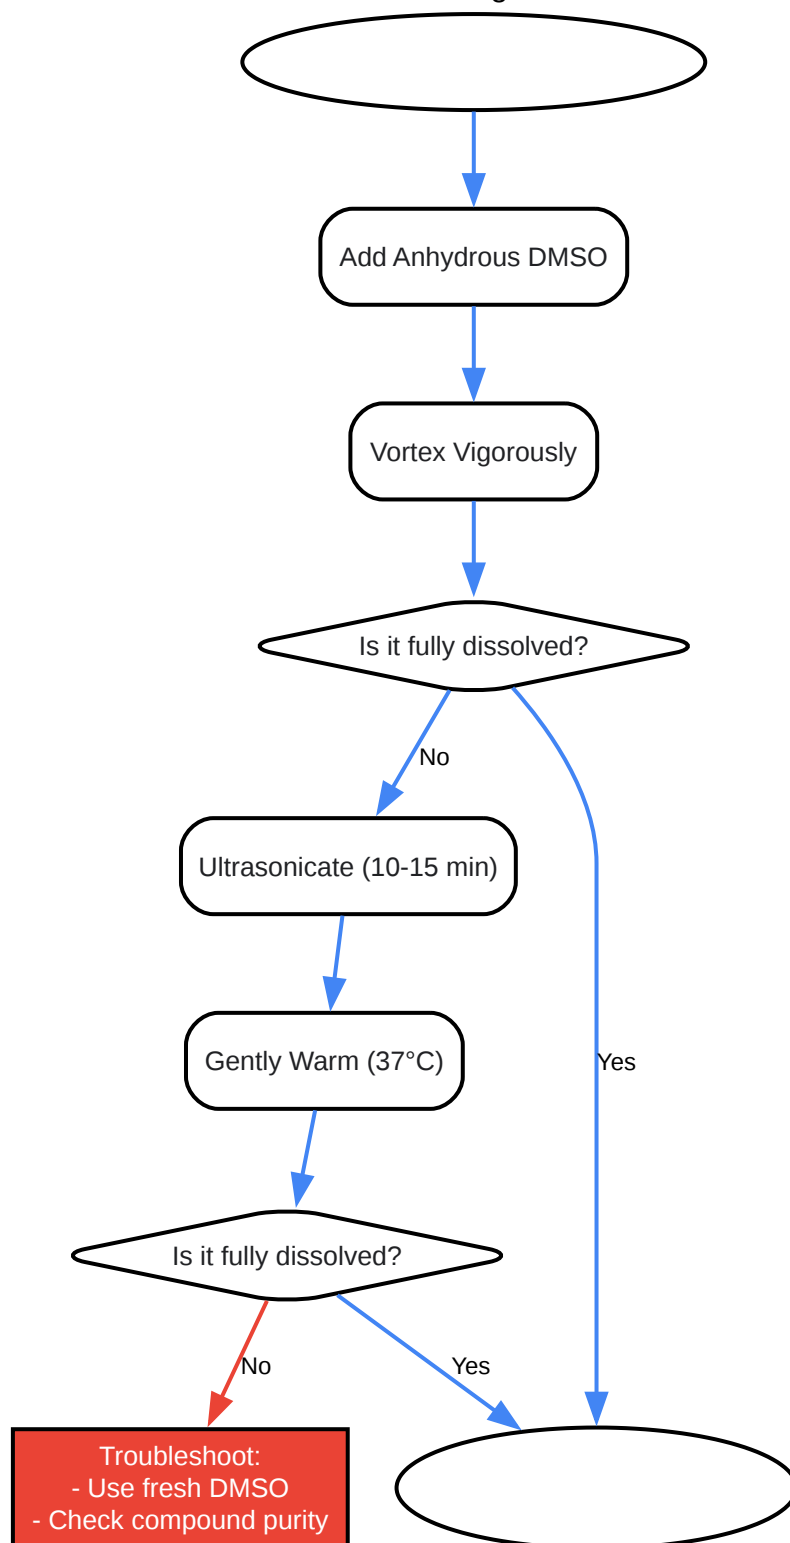 Add Anhydrous DMSO
Vortex Vigorously
Is it fully dissolved?
No
Ultrasonicate (10-15 min)
Gently Warm (37°C)
Yes
Is it fully dissolved?
No
Yes
Troubleshoot:
- Use fresh DMSO
- Check compound purity